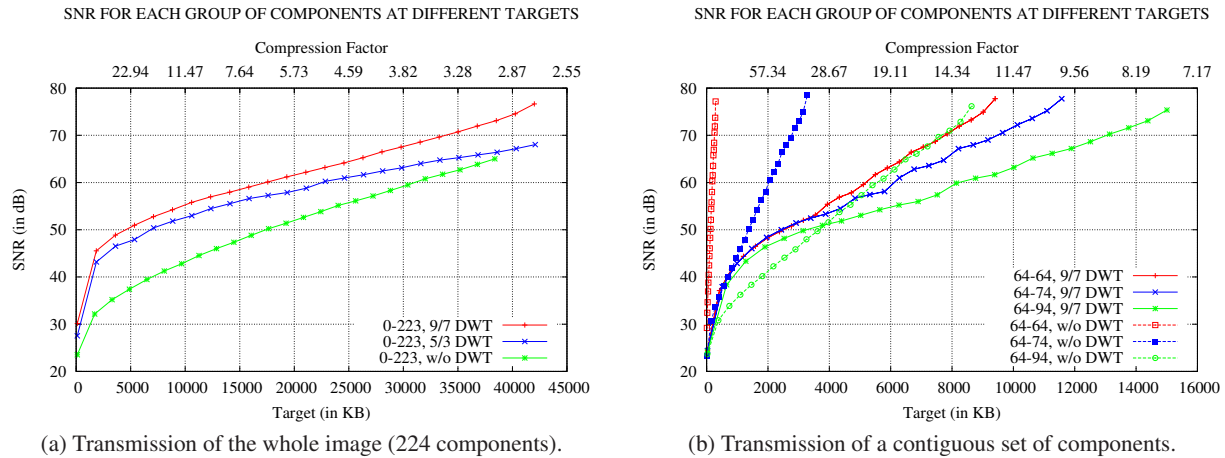 SNR FOR EACH GROUP OF COMPONENTS AT DIFFERENT TARGETS
Compression Factor
22.94 11.47 7.64 5.73 4.59 3.82 3.28 2.87 2.55
80
70
60
50
40
30
20
SNR (in dB)
0-223, 9/7 DWT
0-223, 5/3 DWT
0-223, w/o DWT
0 5000 10000 15000 20000 25000 30000 35000 40000 45000
Target (in KB)
(a) Transmission of the whole image (224 components).
SNR FOR EACH GROUP OF COMPONENTS AT DIFFERENT TARGETS
Compression Factor
57.34 28.67 19.11 14.34 11.47 9.56 8.19 7.17
80
70
60
50
40
30
20
SNR (in dB)
64-64, 9/7 DWT
64-74, 9/7 DWT
64-94, 9/7 DWT
64-64, w/o DWT
64-74, w/o DWT
64-94, w/o DWT
0 2000 4000 6000 8000 10000 12000 14000 16000
Target (in KB)
(b) Transmission of a contiguous set of components.